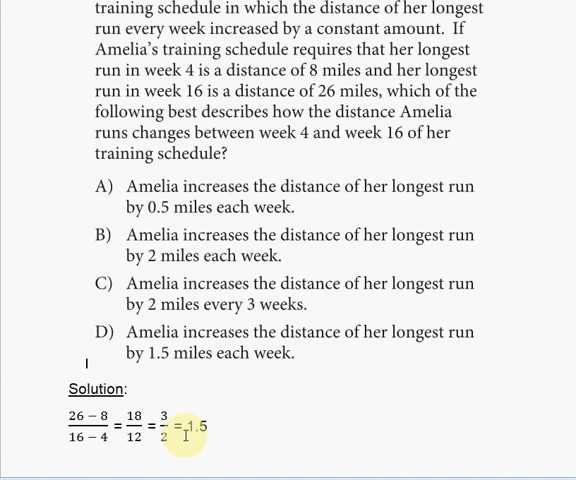 training schedule in which the distance of her longest
run every week increased by a constant amount. If
Amelia's training schedule requires that her longest
run in week 4 is a distance of 8 miles and her longest
run in week 16 is a distance of 26 miles, which of the
following best describes how the distance Amelia
runs changes between week 4 and week 16 of her
training schedule?
A) Amelia increases the distance of her longest run
by 0.5 miles each week.
B) Amelia increases the distance of her longest run
by 2 miles each week.
C) Amelia increases the distance of her longest run
by 2 miles every 3 weeks.
D) Amelia increases the distance of her longest run
by 1.5 miles each week.
Solution:
26 – 8 / 16 – 4 = 18 / 12 = 3 / 2 = 1.5